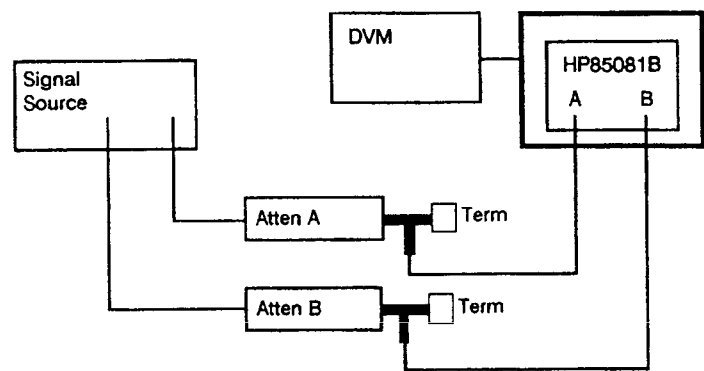 DVM
HP85081B
A B
Signal
Source
Atten A
Term
Atten B
Term